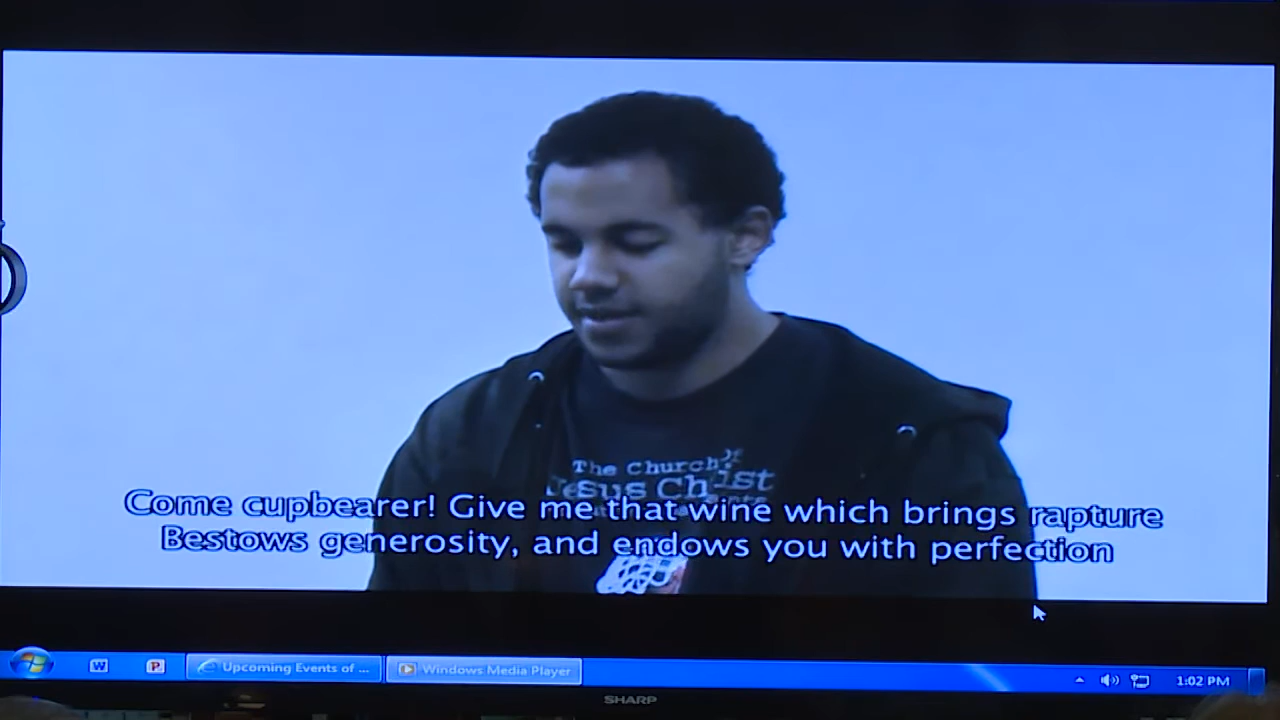 The Church of
Jesus Christ
Come cupbearer! Give me that wine which brings rapture
Bestows generosity, and endows you with perfection
W
P
Upcoming Events of ...
Windows Media Player
1:02 PM
SHARP